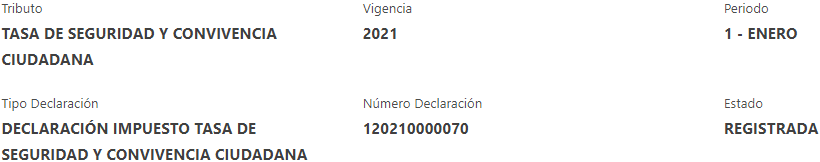 Tributo
Vigencia
Periodo
TASA DE SEGURIDAD Y CONVIVENCIA
CIUDADANA
2021
1 - ENERO
Tipo Declaración
Número Declaración
Estado
DECLARACIÓN IMPUESTO TASA DE
SEGURIDAD Y CONVIVENCIA CIUDADANA
120210000070
REGISTRADA